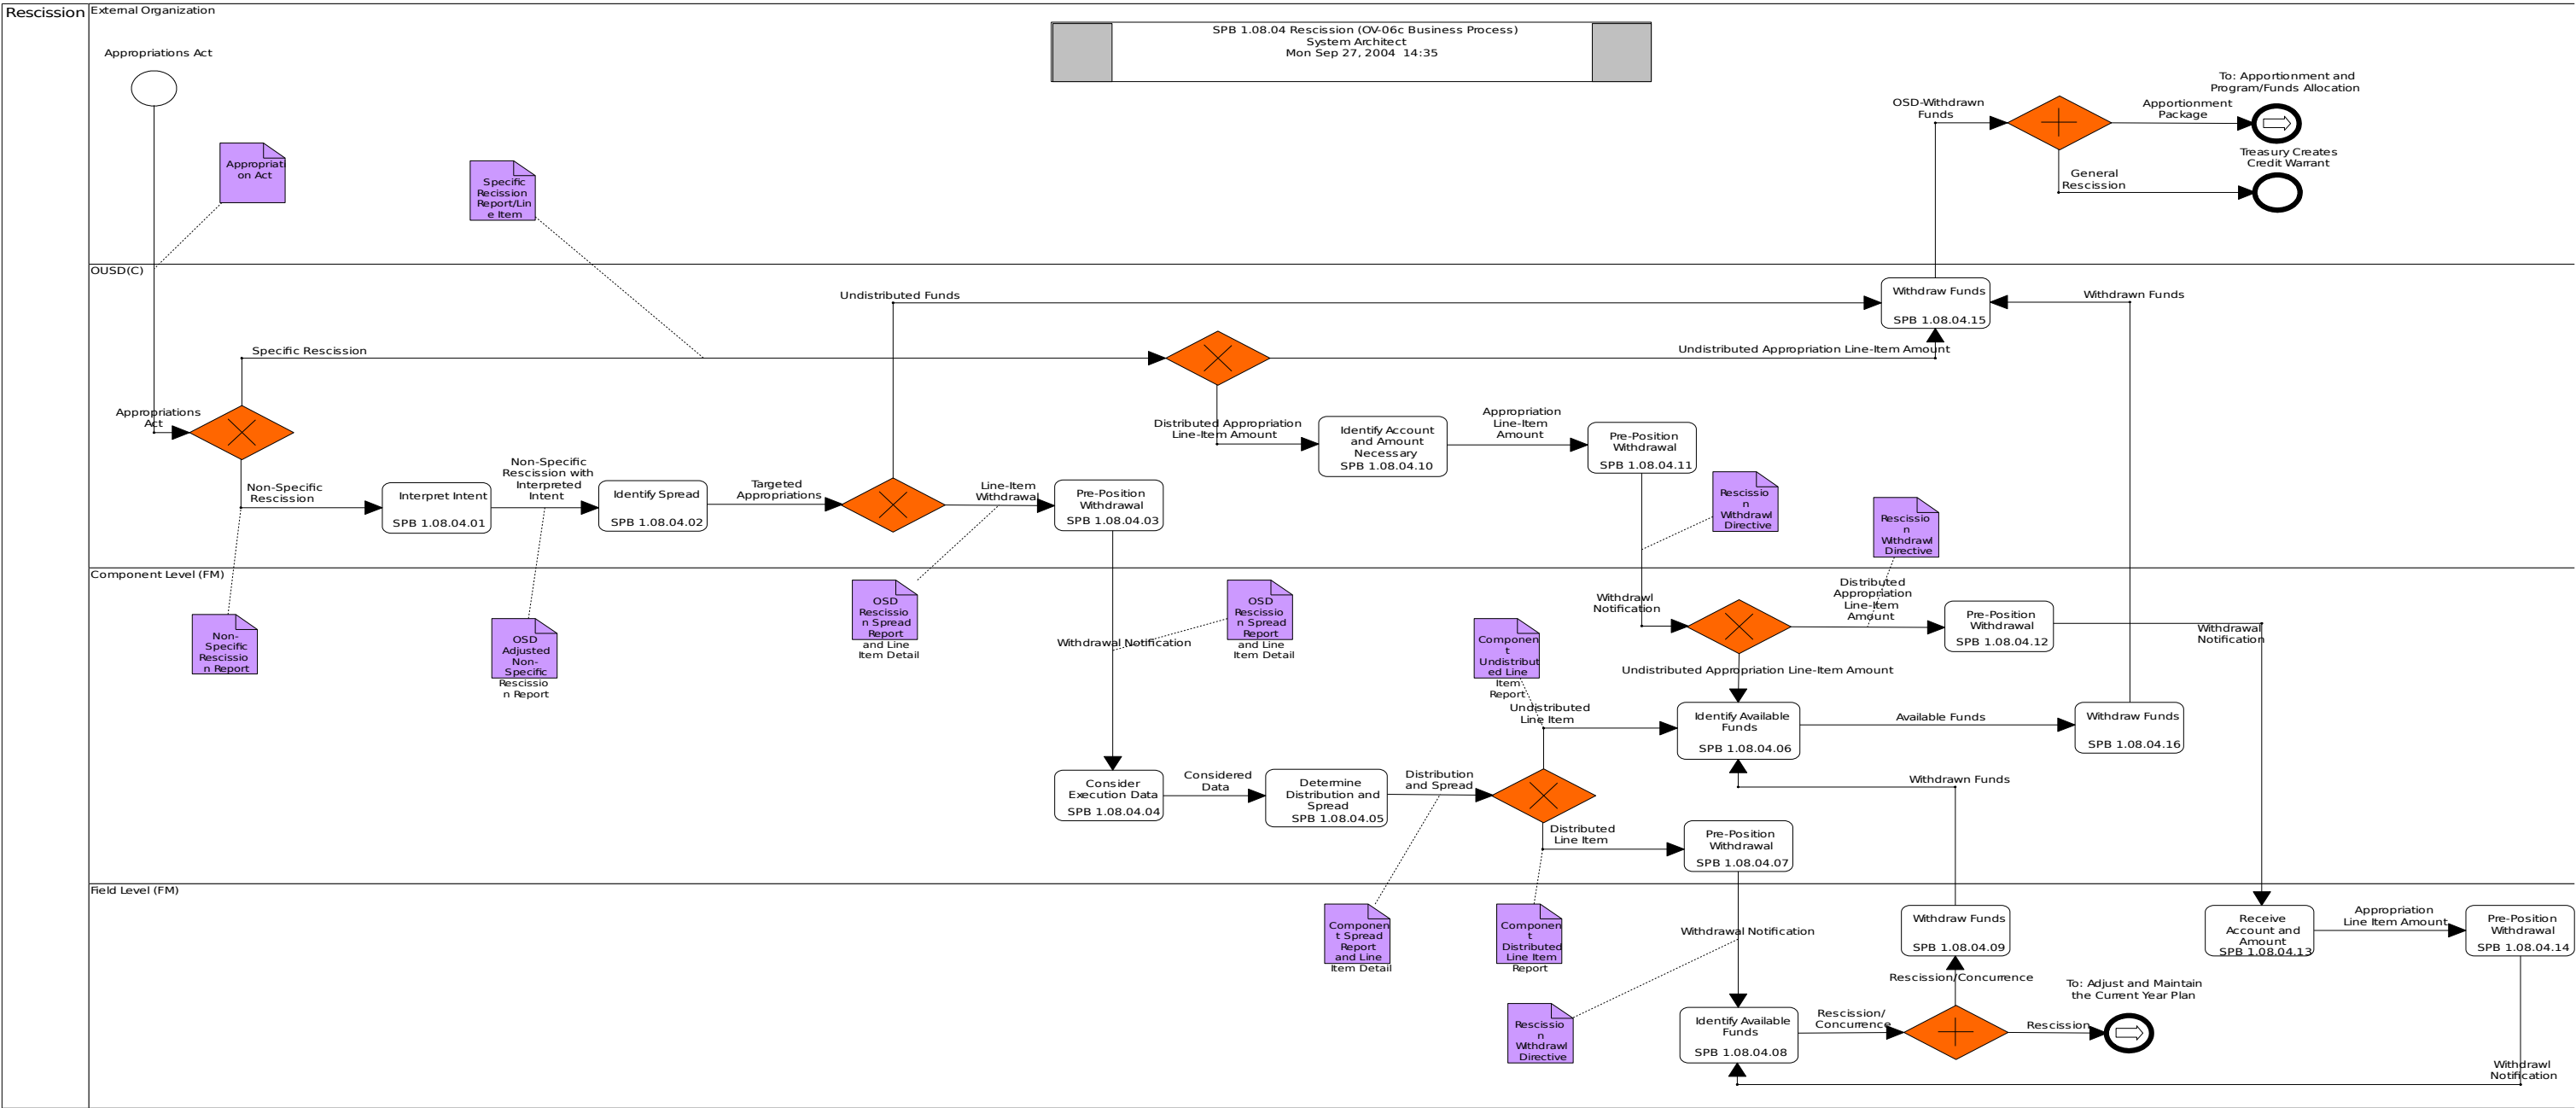 Rescission
External Organization
SPB 1.08.04 Rescission (OV-06c Business Process)
System Architect
Mon Sep 27, 2004  14:35
Appropriations Act
To: Apportionment and
Program/Funds Allocation
OSD-Withdrawn
Funds
Apportionment
Package
Treasury Creates
Credit Warrant
General
Rescission
Appropriati
on Act
Specific
Recission
Report/Lin
e Item
OUSD(C)
Undistributed Funds
Withdraw Funds
SPB 1.08.04.15
Withdrawn Funds
Specific Rescission
Undistributed Appropriation Line-Item Amount
Appropriations
Act
Distributed Appropriation
Line-Item Amount
Identify Account
and Amount
Necessary
SPB 1.08.04.10
Appropriation
Line-Item
Amount
Pre-Position
Withdrawal
SPB 1.08.04.11
Non-Specific
Rescission
Interpret Intent
SPB 1.08.04.01
Non-Specific
Rescission with
Interpreted
Intent
Identify Spread
SPB 1.08.04.02
Targeted
Appropriations
Line-Item
Withdrawal
Pre-Position
Withdrawal
SPB 1.08.04.03
Rescissio
n
Withdrawl
Directive
Rescissio
n
Withdrawl
Directive
Component Level (FM)
Non-
Specific
Rescissio
n Report
OSD
Adjusted
Non-
Specific
Rescissio
n Report
OSD
Rescissio
n Spread
Report
and Line
Item Detail
Withdrawal Notification
OSD
Rescissio
n Spread
Report
and Line
Item Detail
Componen
t
Undistribut
ed Line
Item
Report
Withdrawl
Notification
Distributed
Appropriation
Line-Item
Amount
Pre-Position
Withdrawal
SPB 1.08.04.12
Withdrawal
Notification
Undistributed Appropriation Line-Item Amount
Undistributed
Line Item
Identify Available
Funds
SPB 1.08.04.06
Available Funds
Withdraw Funds
SPB 1.08.04.16
Consider
Execution Data
SPB 1.08.04.04
Considered
Data
Determine
Distribution and
Spread
SPB 1.08.04.05
Distribution
and Spread
Withdrawn Funds
Distributed
Line Item
Pre-Position
Withdrawal
SPB 1.08.04.07
Field Level (FM)
Componen
t Spread
Report
and Line
Item Detail
Componen
t
Distributed
Line Item
Report
Withdrawal Notification
Withdraw Funds
SPB 1.08.04.09
Receive
Account and
Amount
SPB 1.08.04.13
Appropriation
Line Item Amount
Pre-Position
Withdrawal
SPB 1.08.04.14
Rescission/Concurrence
To: Adjust and Maintain
the Current Year Plan
Rescissio
n
Withdrawl
Directive
Identify Available
Funds
SPB 1.08.04.08
Rescission/
Concurrence
Rescission
Withdrawl
Notification